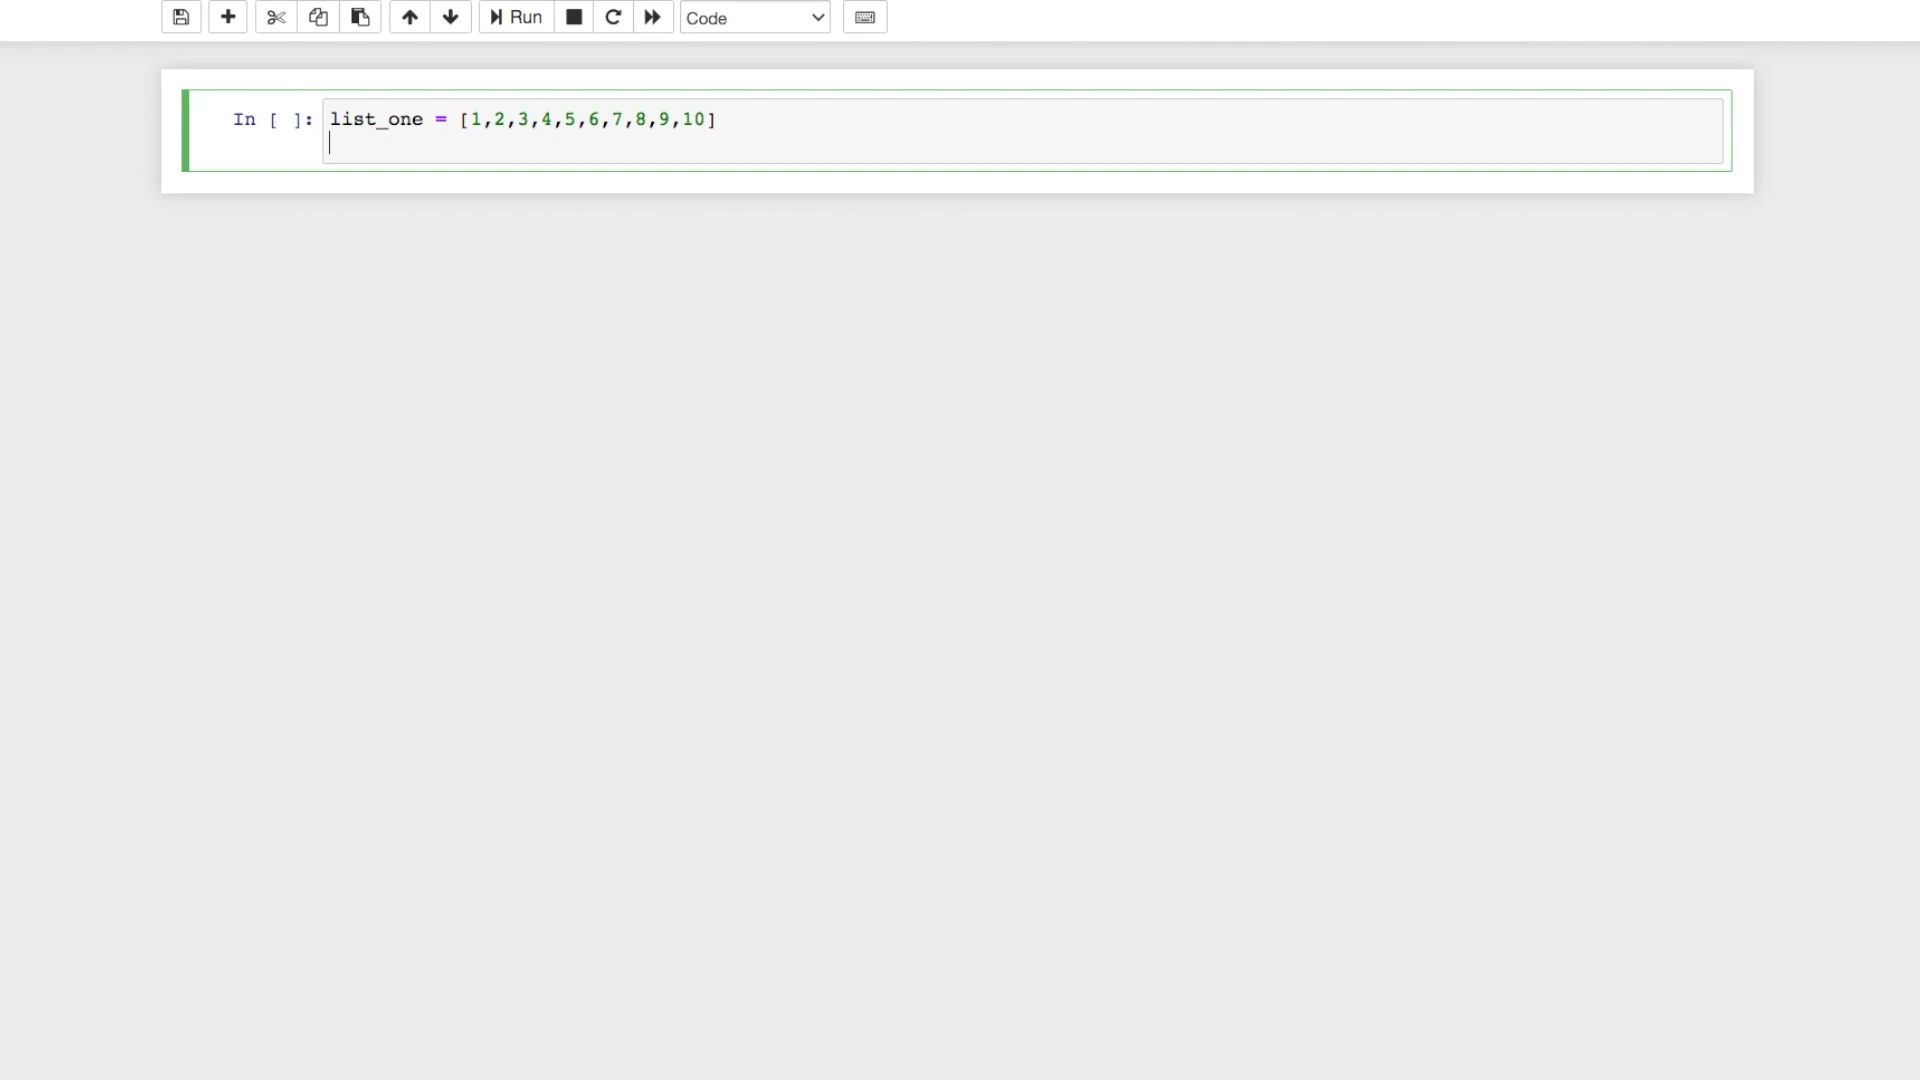 Run
Code
In [ ]: list_one = [1,2,3,4,5,6,7,8,9,10]